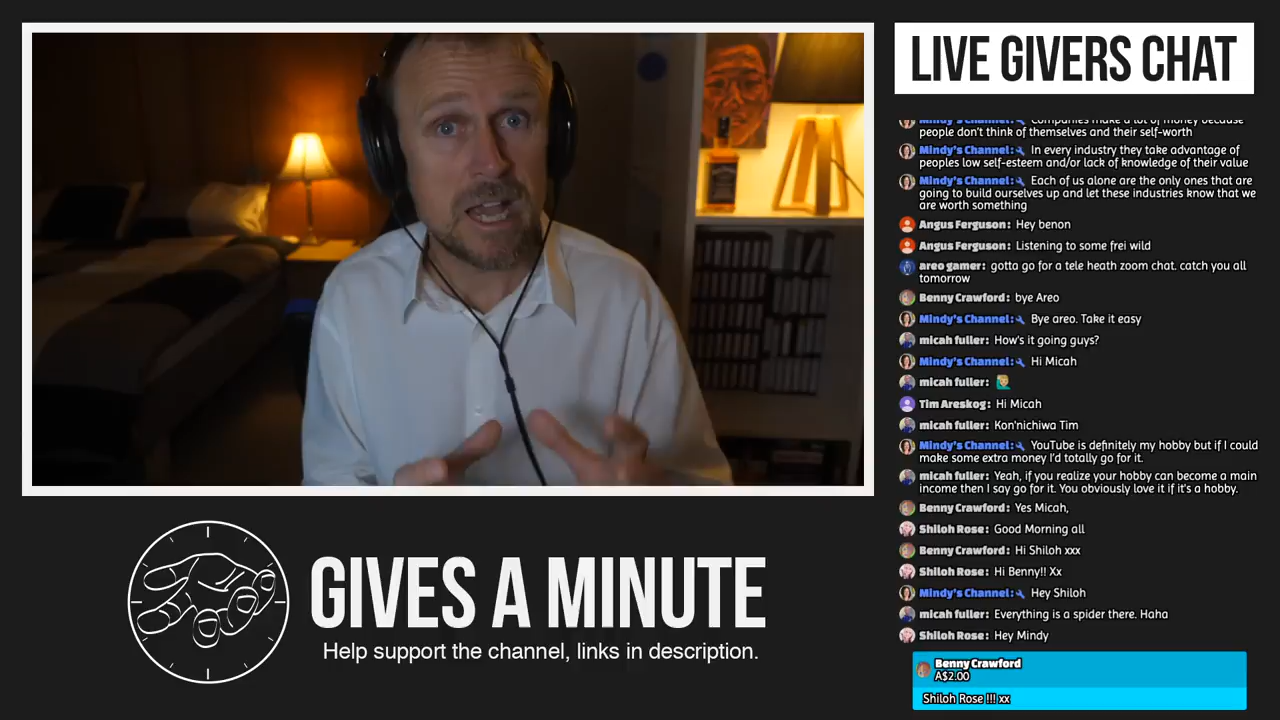 LIVE GIVERS CHAT
Mindy's Channel: Companies make a lot of money because
people don't think of themselves and their self-worth
Mindy's Channel: In every industry they take advantage of
peoples low self-esteem and/or lack of knowledge of their value
Mindy's Channel: Each of us alone are the only ones that are
going to build ourselves up and let these industries know that we
are worth something
Angus Ferguson: Hey benon
Angus Ferguson: Listening to some frei wild
areo gamer: gotta go for a tele heath zoom chat. catch you all
tomorrow
Benny Crawford: bye Areo
Mindy's Channel: Bye areo. Take it easy
micah fuller: How's it going guys?
Mindy's Channel: Hi Micah
micah fuller: 🙋🏼‍♂️
Tim Areskog: Hi Micah
micah fuller: Kon'nichiwa Tim
Mindy's Channel: YouTube is definitely my hobby but if I could
make some extra money I'd totally go for it.
micah fuller: Yeah, if you realize your hobby can become a main
income then I say go for it. You obviously love it if it's a hobby.
Benny Crawford: Yes Micah,
Shiloh Rose: Good Morning all
Benny Crawford: Hi Shiloh xxx
Shiloh Rose: Hi Benny!! Xx
Mindy's Channel: Hey Shiloh
micah fuller: Everything is a spider there. Haha
Shiloh Rose: Hey Mindy
Benny Crawford
A$2.00
Shiloh Rose !!! xx
GIVES A MINUTE
Help support the channel, links in description.